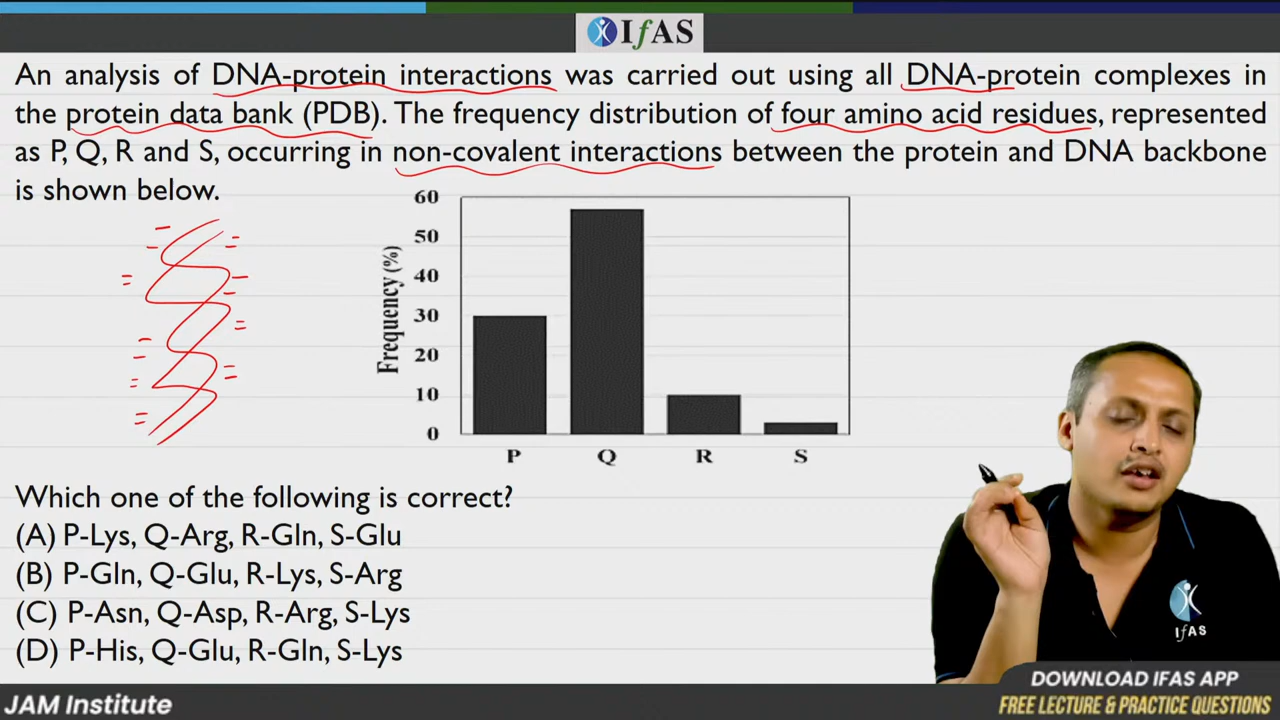 IfAS
An analysis of DNA-protein interactions was carried out using all DNA-protein complexes in
the protein data bank (PDB). The frequency distribution of four amino acid residues, represented
as P, Q, R and S, occurring in non-covalent interactions between the protein and DNA backbone
is shown below.
60
50
40
30
20
10
0
Frequency (%)
P Q R S
Which one of the following is correct?
(A) P-Lys, Q-Arg, R-Gln, S-Glu
(B) P-Gln, Q-Glu, R-Lys, S-Arg
(C) P-Asn, Q-Asp, R-Arg, S-Lys
(D) P-His, Q-Glu, R-Gln, S-Lys
IfAS
DOWNLOAD IFAS APP
FREE LECTURE & PRACTICE QUESTIONS
JAM Institute